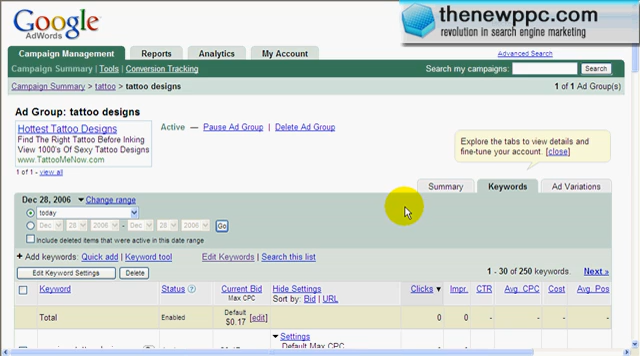 Google
AdWords
thenewppc.com
revolution in search engine marketing
Campaign Management
Reports
Analytics
My Account
Advanced Search
Campaign Summary | Tools | Conversion Tracking
Search my campaigns:
Search
Campaign Summary > tattoo > tattoo designs
1 of 1 Ad Group(s)
Ad Group: tattoo designs
Hottest Tattoo Designs
Find The Right Tattoo Before Inking
View 1000's Of Sexy Tattoo Designs
www.TattooMeNow.com
1 of 1 - view all
Active — Pause Ad Group | Delete Ad Group
Explore the tabs to view details and
fine-tune your account. [close]
Summary
Keywords
Ad Variations
Dec 28, 2006 Change range
today
Dec 28 2006 - Dec 28 2006 Go
Include deleted items that were active in this date range
+ Add keywords: Quick add | Keyword tool Edit Keywords | Search this list
Edit Keyword Settings
Delete
1 - 30 of 250 keywords. Next »
Keyword
Status [?]
Current Bid
Max CPC
Hide Settings
Sort by: Bid | URL
Clicks
Impr.
CTR
Avg. CPC
Cost
Avg. Pos
Total
Enabled
Default
$0.17 [edit]
0
0
-
-
-
-
Settings
Default Max CPC